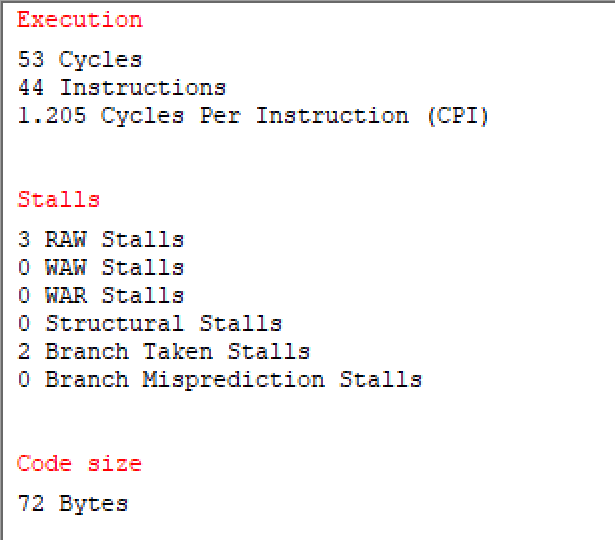 Execution
53 Cycles
44 Instructions
1.205 Cycles Per Instruction (CPI)
Stalls
3 RAW Stalls
0 WAW Stalls
0 WAR Stalls
0 Structural Stalls
2 Branch Taken Stalls
0 Branch Misprediction Stalls
Code size
72 Bytes